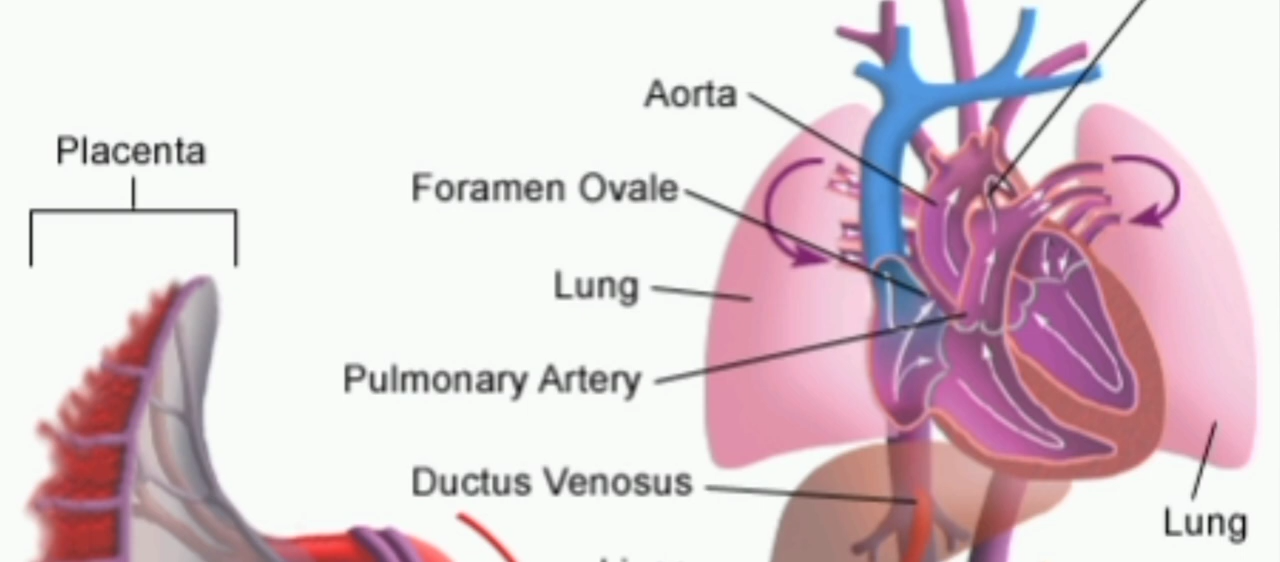 Aorta
Placenta
Foramen Ovale
Lung
Pulmonary Artery
Ductus Venosus
Lung